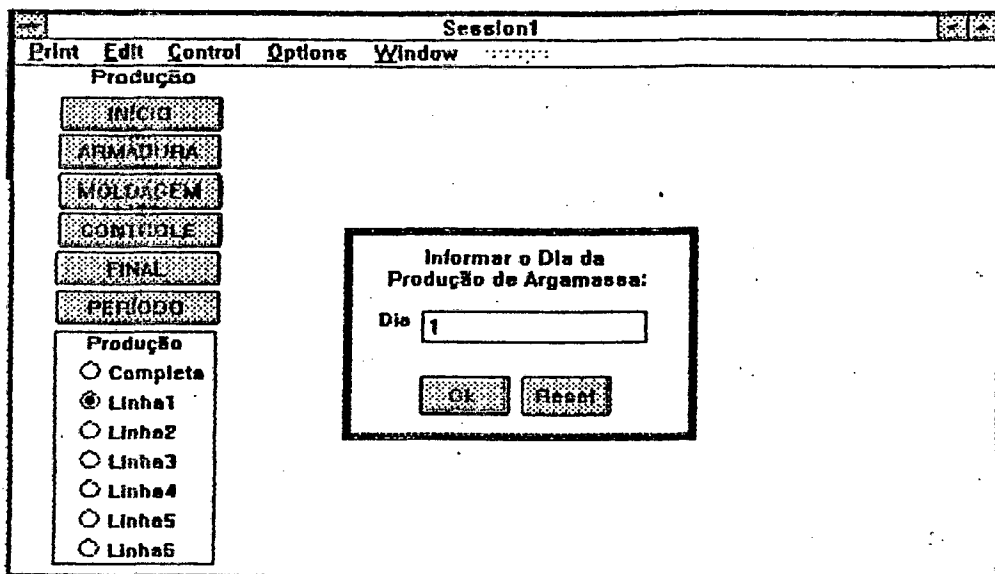 Session1
Print Edit Control Options Window
Produção
INÍCIO
ARMADURA
MOLDAGEM
CONTROLE
FINAL
PERÍODO
Produção
Completa
Linha1
Linha2
Linha3
Linha4
Linha5
Linha6
Informar o Dia da
Produção de Argamassa:
Dia 1
Ok Reset